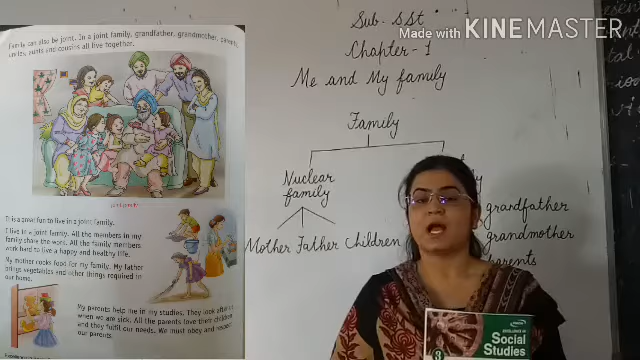 Made with KINEMASTER
Sub- SST
Chapter-1
Me and My family
Family
Nuclear
family
Mother Father Children
grandfather
grandmother
parents
Family can also be joint. In a joint family, grandfather, grandmother, parents,
uncles, aunts and cousins all live together.
Joint family
It is a great fun to live in a joint family.
I live in a joint family. All the members in my
family share the work. All the family members
work hard to live a happy and healthy life.
My mother cooks food for my family. My father
brings vegetables and other things required in
our home.
My parents help me in my studies. They look after us
when we are sick. All the parents love their children
and they fulfil our needs. We must obey and respect
our parents.
Social
Studies
3